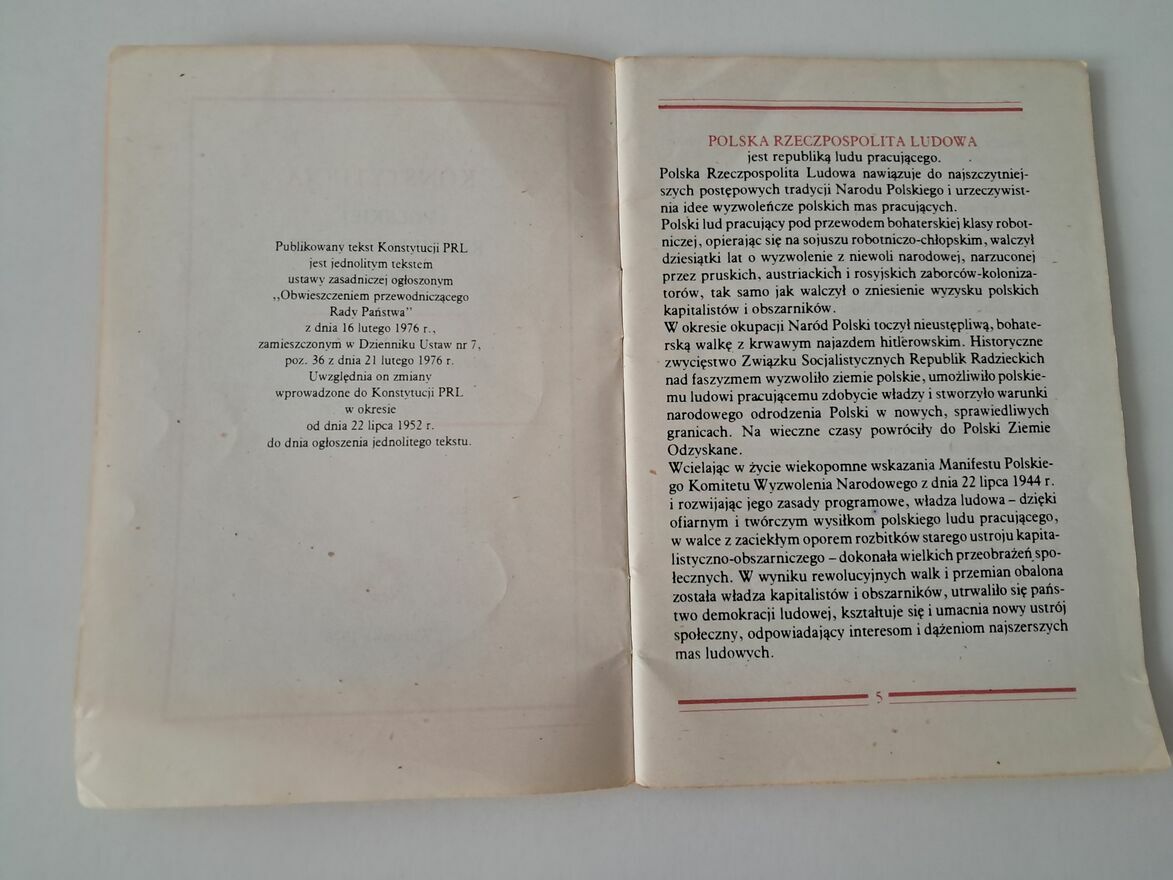 Publikowany tekst Konstytucji PRL
jest jednolitym tekstem
ustawy zasadniczej ogłoszonym
,,Obwieszczeniem przewodniczącego
Rady Państwa”
z dnia 16 lutego 1976 r.,
zamieszczonym w Dzienniku Ustaw nr 7,
poz. 36 z dnia 21 lutego 1976 r.
Uwzględnia on zmiany
wprowadzone do Konstytucji PRL
w okresie
od dnia 22 lipca 1952 r.
do dnia ogłoszenia jednolitego tekstu.
POLSKA RZECZPOSPOLITA LUDOWA
jest republiką ludu pracującego.
Polska Rzeczpospolita Ludowa nawiązuje do najszczytniej-
szych postępowych tradycji Narodu Polskiego i urzeczywist-
nia idee wyzwoleńcze polskich mas pracujących.
Polski lud pracujący pod przewodem bohaterskiej klasy robot-
niczej, opierając się na sojuszu robotniczo-chłopskim, walczył
dziesiątki lat o wyzwolenie z niewoli narodowej, narzuconej
przez pruskich, austriackich i rosyjskich zaborców-koloniza-
torów, tak samo jak walczył o zniesienie wyzysku polskich
kapitalistów i obszarników.
W okresie okupacji Naród Polski toczył nieustępliwą, bohate-
rską walkę z krwawym najazdem hitlerowskim. Historyczne
zwycięstwo Związku Socjalistycznych Republik Radzieckich
nad faszyzmem wyzwoliło ziemie polskie, umożliwiło polskie-
mu ludowi pracującemu zdobycie władzy i stworzyło warunki
narodowego odrodzenia Polski w nowych, sprawiedliwych
granicach. Na wieczne czasy powróciły do Polski Ziemie
Odzyskane.
Wcielając w życie wiekopomne wskazania Manifestu Polskie-
go Komitetu Wyzwolenia Narodowego z dnia 22 lipca 1944 r.
i rozwijając jego zasady programowe, władza ludowa – dzięki
ofiarnym i twórczym wysiłkom polskiego ludu pracującego,
w walce z zaciekłym oporem rozbitków starego ustroju kapita-
listyczno-obszarniczego – dokonała wielkich przeobrażeń spo-
łecznych. W wyniku rewolucyjnych walk i przemian obalona
została władza kapitalistów i obszarników, utrwaliło się pańs-
two demokracji ludowej, kształtuje się i umacnia nowy ustrój
społeczny, odpowiadający interesom i dążeniom najszerszych
mas ludowych.
5